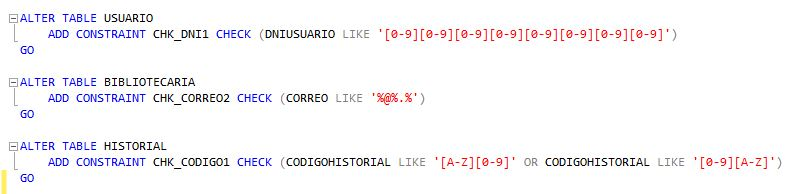 ALTER TABLE USUARIO
ADD CONSTRAINT CHK_DNI1 CHECK (DNIUSUARIO LIKE '[0-9][0-9][0-9][0-9][0-9][0-9][0-9][0-9]')
GO
ALTER TABLE BIBLIOTECARIA
ADD CONSTRAINT CHK_CORREO2 CHECK (CORREO LIKE '%@%.%')
GO
ALTER TABLE HISTORIAL
ADD CONSTRAINT CHK_CODIGO1 CHECK (CODIGOHISTORIAL LIKE '[A-Z][0-9]' OR CODIGOHISTORIAL LIKE '[0-9][A-Z]')
GO